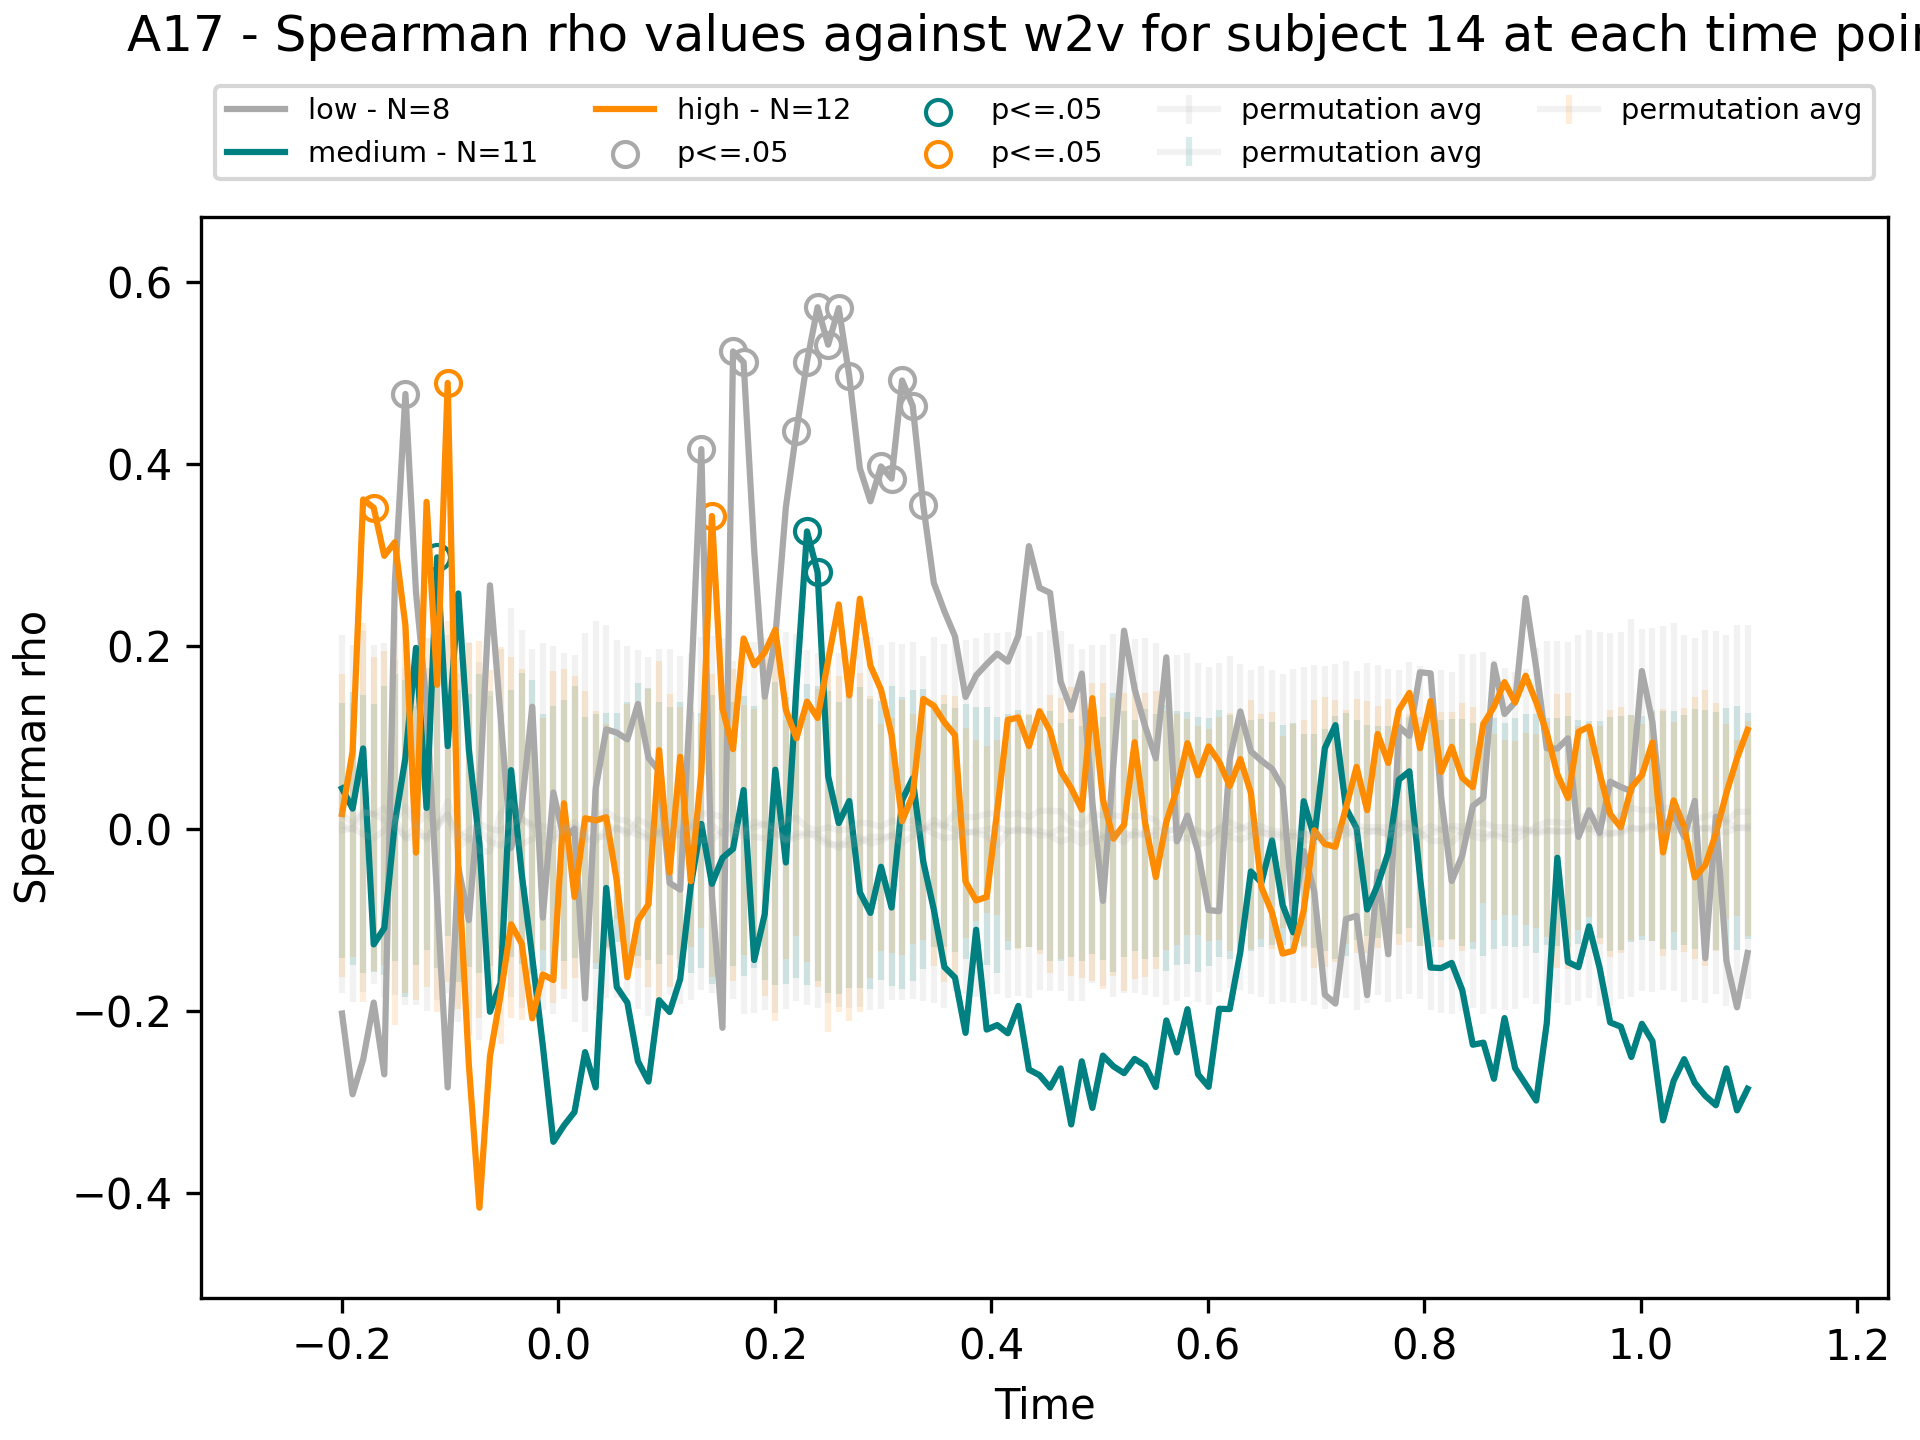 A17 - Spearman rho values against w2v for subject 14 at each time poi
low - N=8
medium - N=11
high - N=12
p<=.05
p<=.05
p<=.05
permutation avg
permutation avg
permutation avg
Spearman rho
0.6
0.4
0.2
0.0
−0.2
−0.4
−0.2
0.0
0.2
0.4
0.6
0.8
1.0
1.2
Time